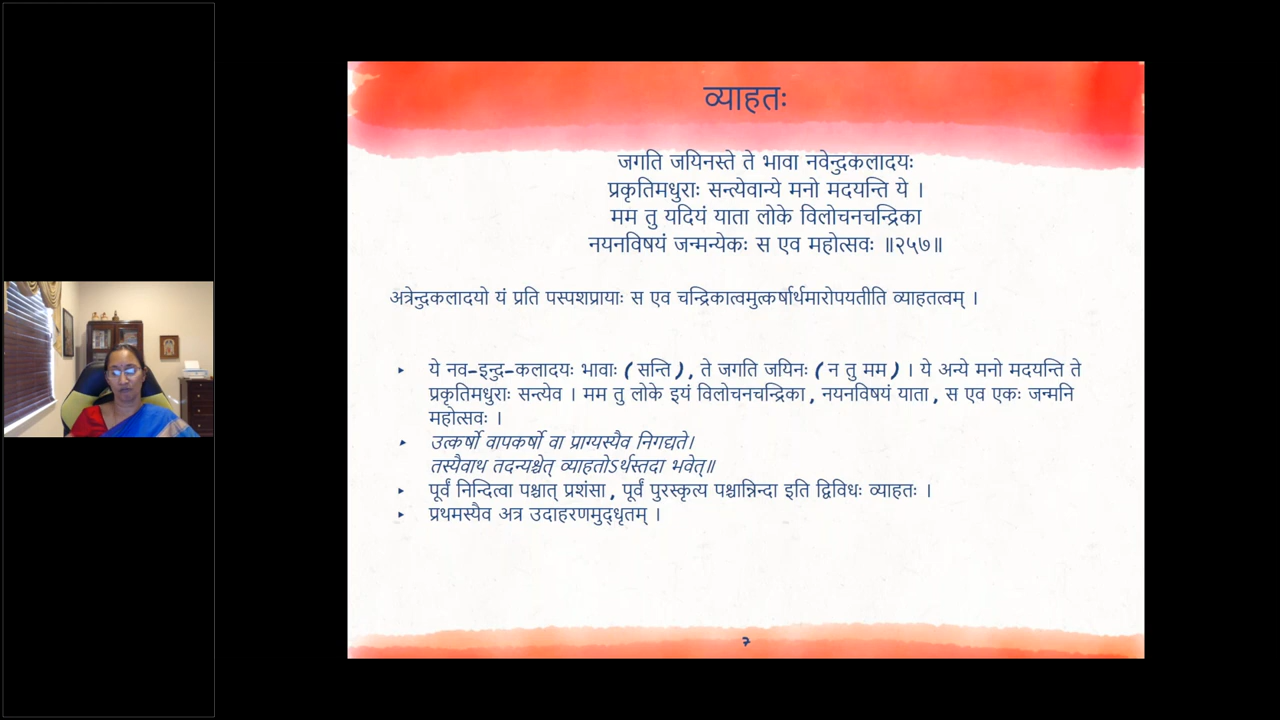 व्याहतः
जगति जयिनस्ते ते भावा नवेन्दुकलादयः
प्रकृतिमधुराः सन्त्येवान्ये मनो मदयन्ति ये ।
मम तु यदियं याता लोके विलोचनचन्द्रिका
नयनविषयं जन्मन्येकः स एव महोत्सवः ॥२५७॥
अत्रेन्दुकलादयो यं प्रति पस्पशप्रायाः स एव चन्द्रिकात्वमुत्कर्षार्थमारोपयतीति व्याहतत्वम् ।
‣ ये नव-इन्दु-कलादयः भावाः ( सन्ति ) , ते जगति जयिनः ( न तु मम ) । ये अन्ये मनो मदयन्ति ते
प्रकृतिमधुराः सन्त्येव । मम तु लोके इयं विलोचनचन्द्रिका , नयनविषयं याता , स एव एकः जन्मनि
महोत्सवः ।
‣ उत्कर्षो वापकर्षो वा प्राग्यस्यैव निगद्यते।
तस्यैवाथ तदन्यश्चेत् व्याहतोऽर्थस्तदा भवेत्॥
‣ पूर्वं निन्दित्वा पश्चात् प्रशंसा , पूर्वं पुरस्कृत्य पश्चान्निन्दा इति द्विविधः व्याहतः ।
‣ प्रथमस्यैव अत्र उदाहरणमुद्धृतम् ।
७